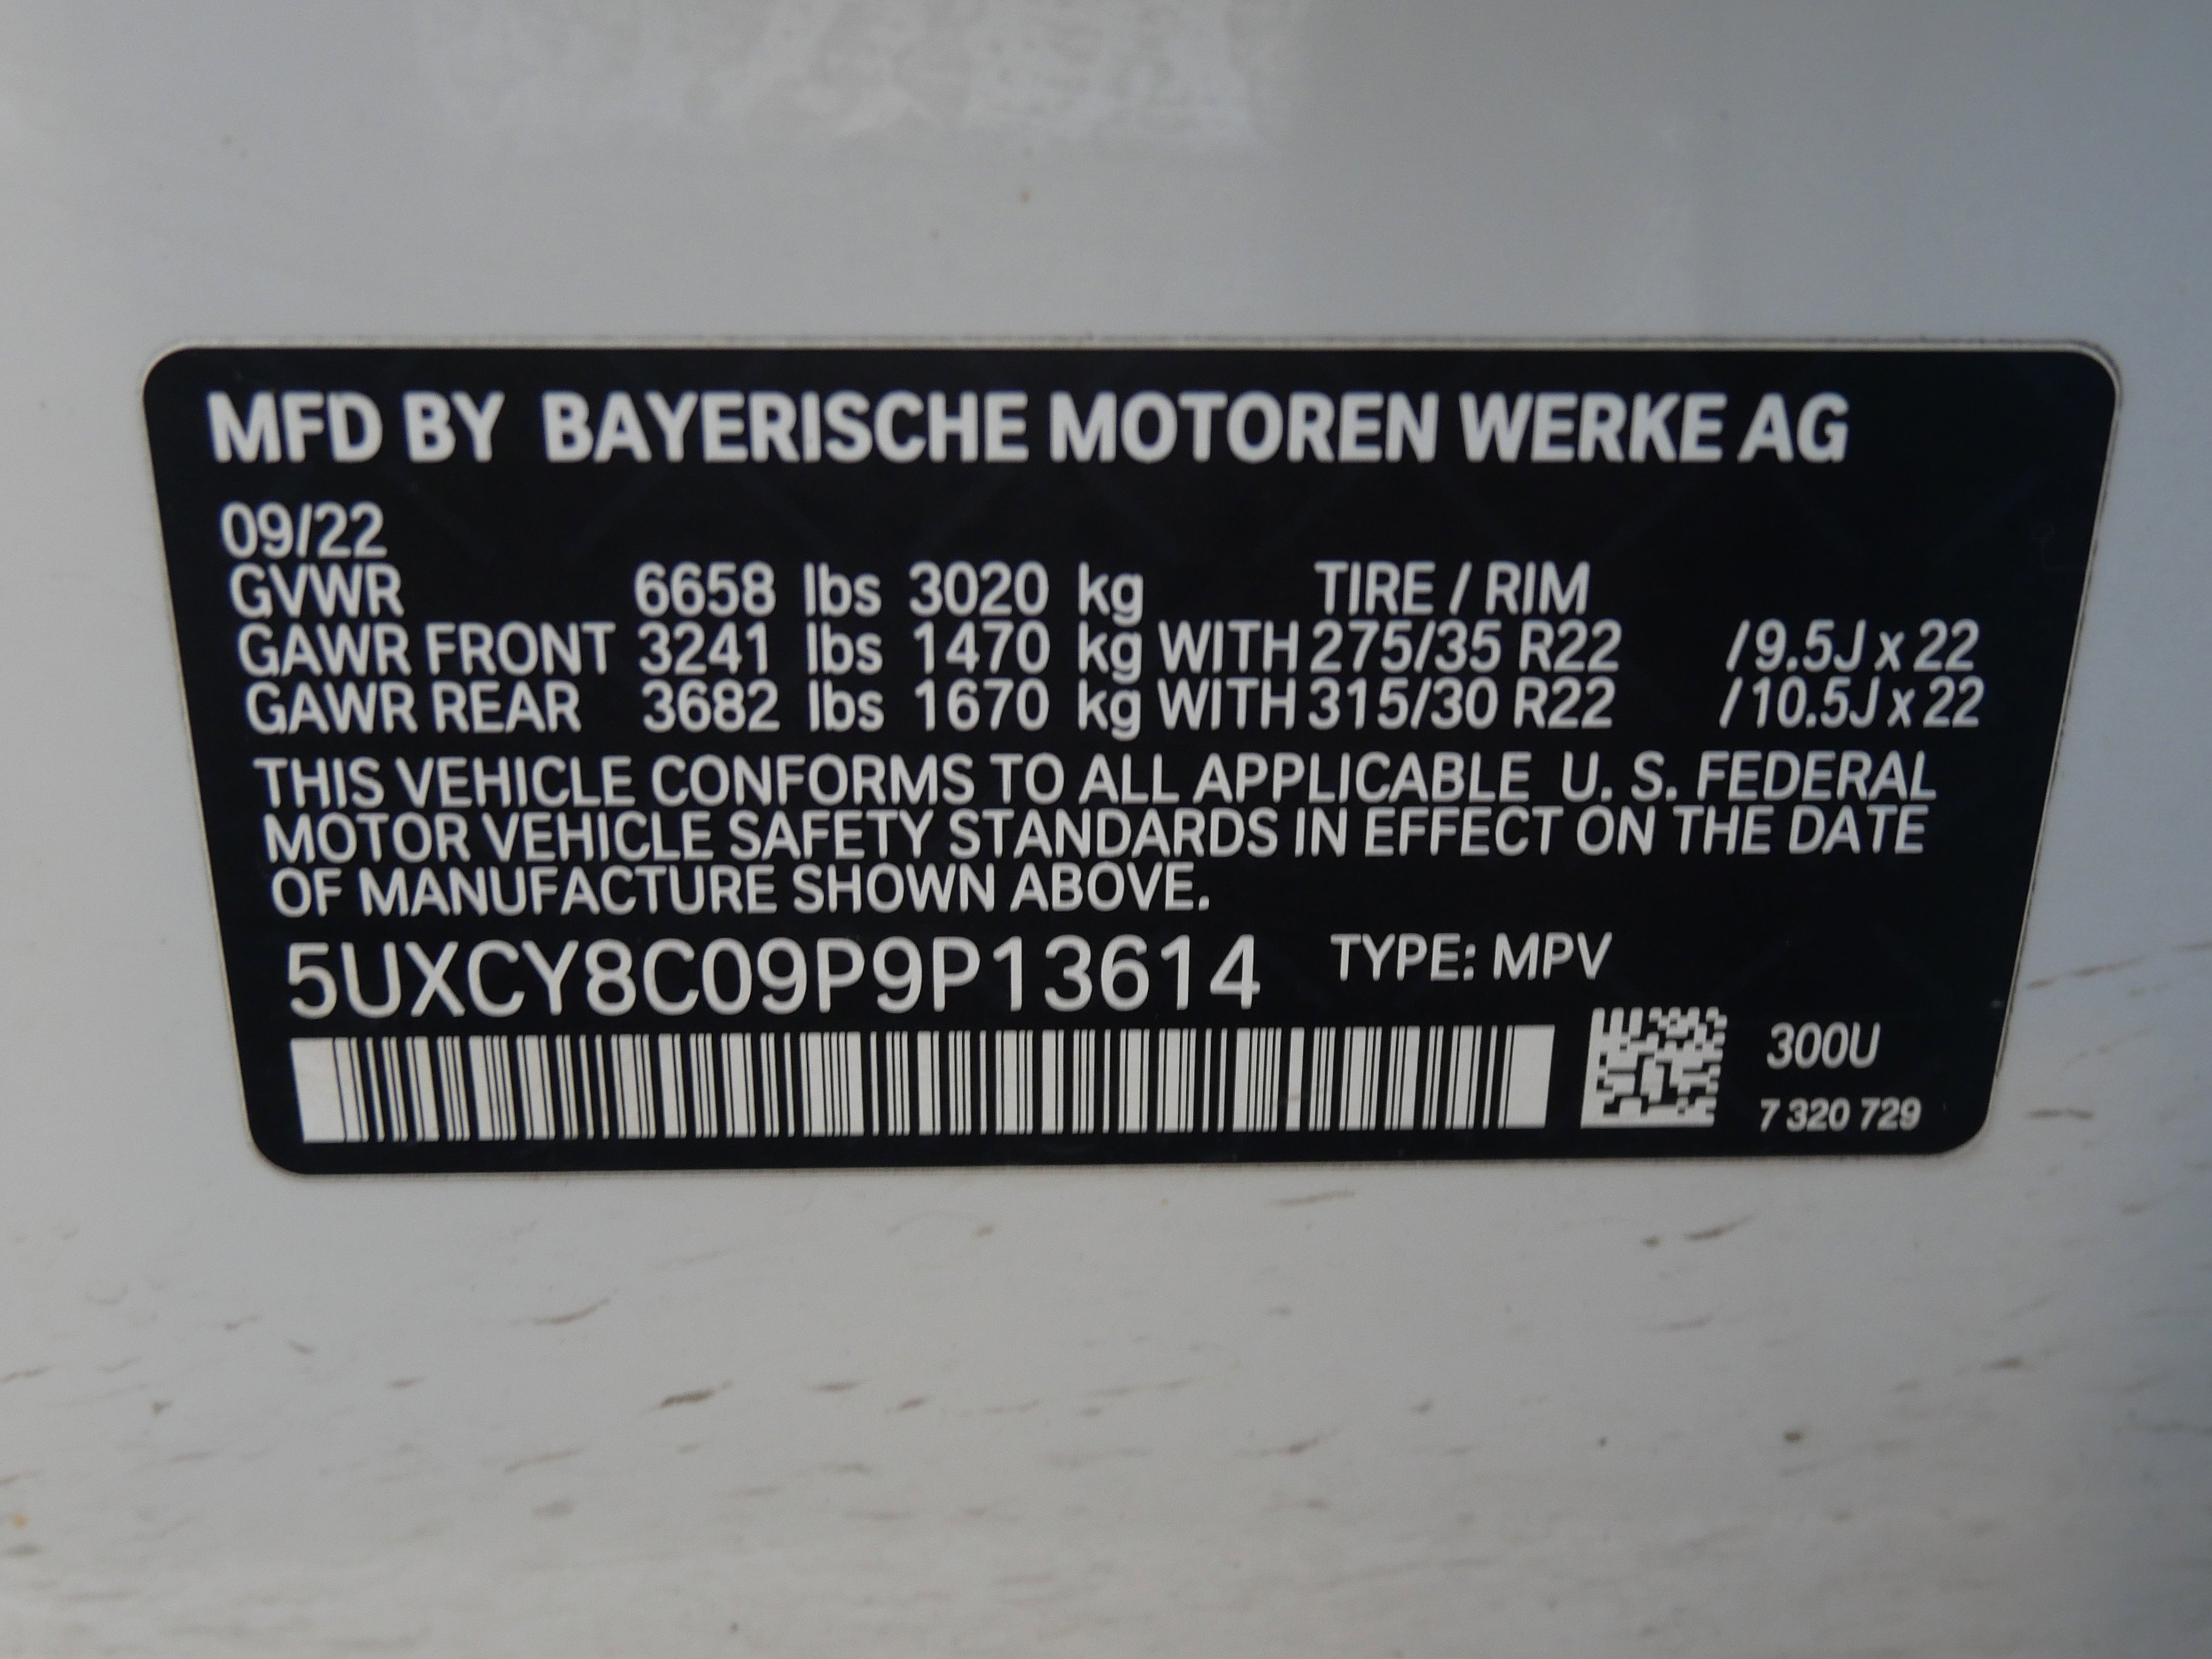 MFD BY BAYERISCHE MOTOREN WERKE AG
09/22
GVWR 6658 lbs 3020 kg TIRE / RIM
GAWR FRONT 3241 lbs 1470 kg WITH 275/35 R22 / 9.5J x 22
GAWR REAR 3682 lbs 1670 kg WITH 315/30 R22 / 10.5J x 22
THIS VEHICLE CONFORMS TO ALL APPLICABLE U. S. FEDERAL
MOTOR VEHICLE SAFETY STANDARDS IN EFFECT ON THE DATE
OF MANUFACTURE SHOWN ABOVE.
5UXCY8C09P9P13614 TYPE: MPV
300U
7 320 729